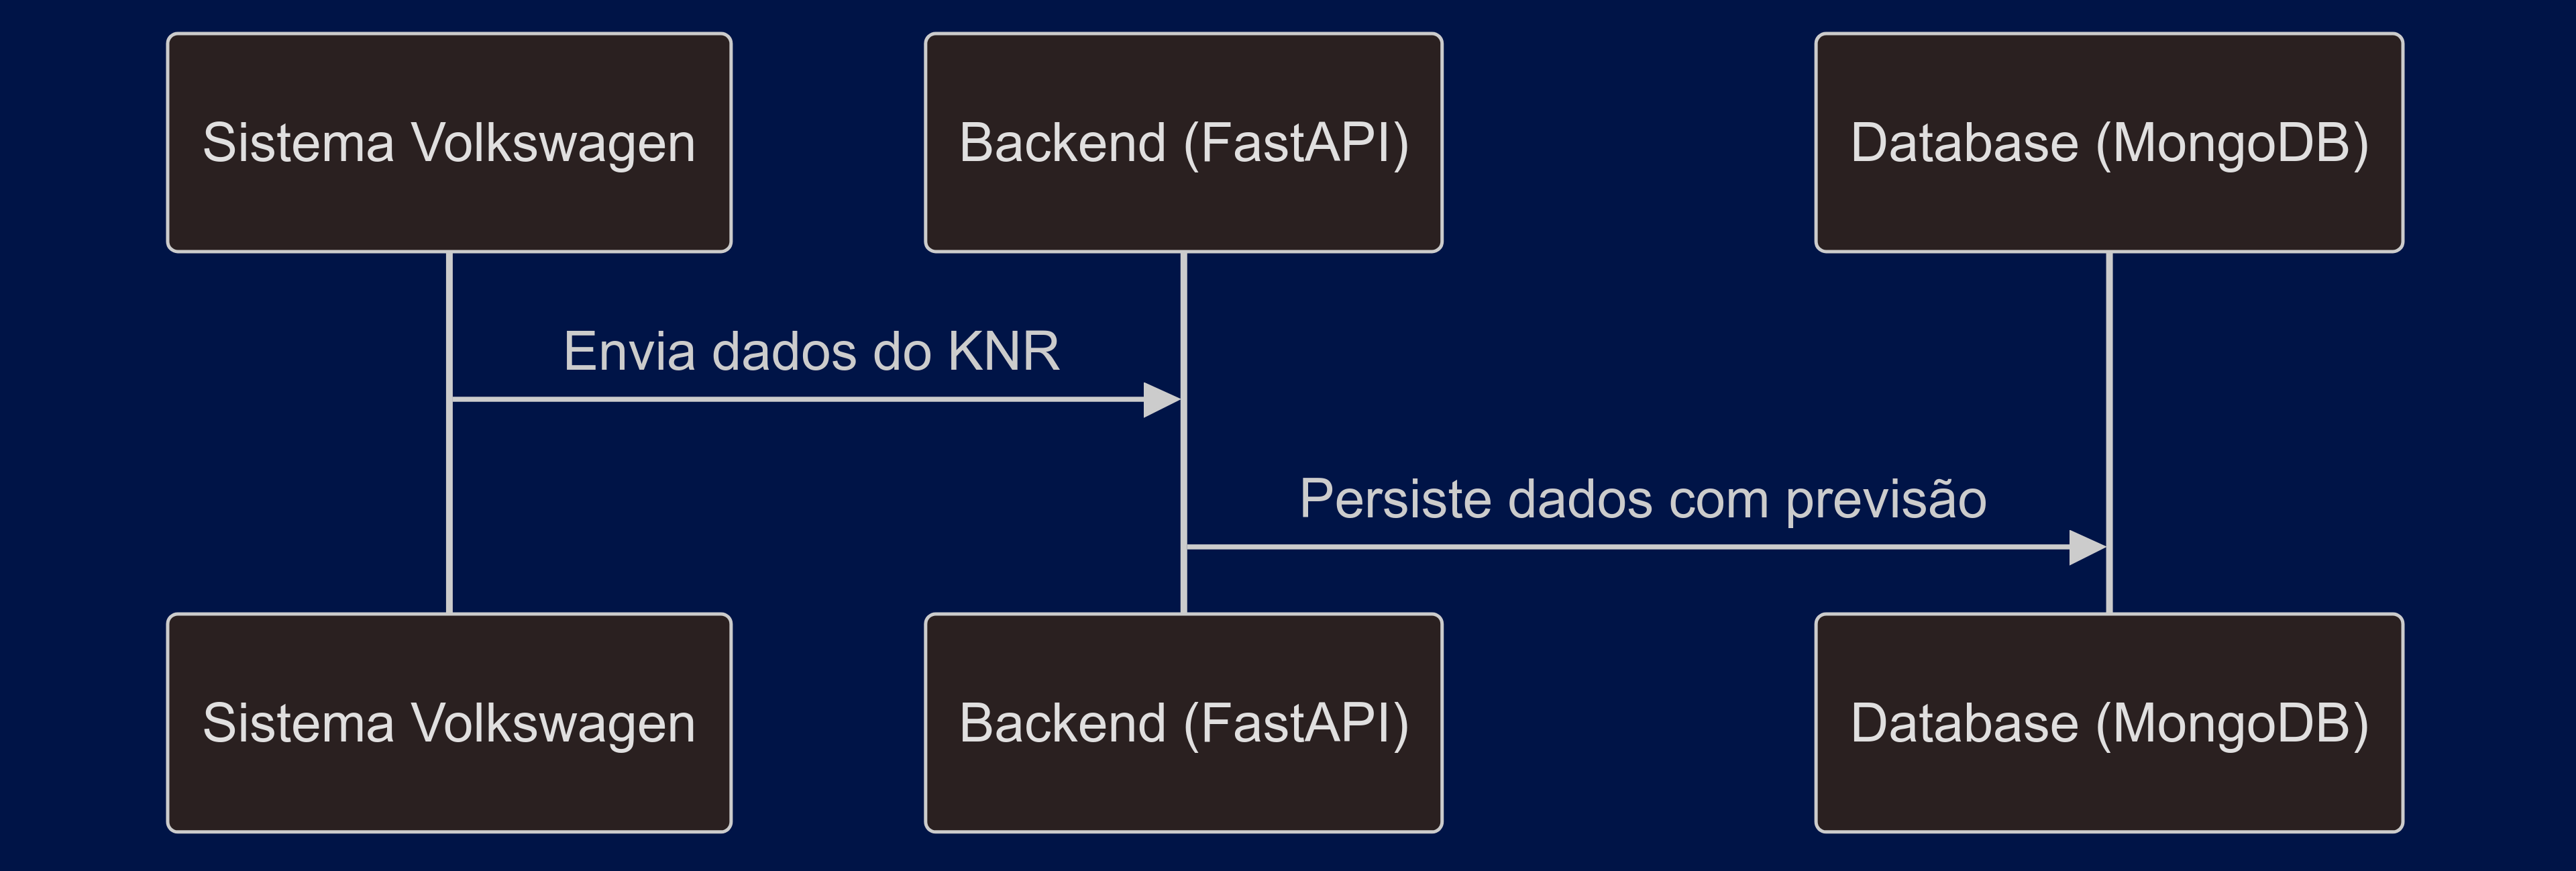 Sistema Volkswagen
Backend (FastAPI)
Database (MongoDB)
Envia dados do KNR
Persiste dados com previsão
Sistema Volkswagen
Backend (FastAPI)
Database (MongoDB)